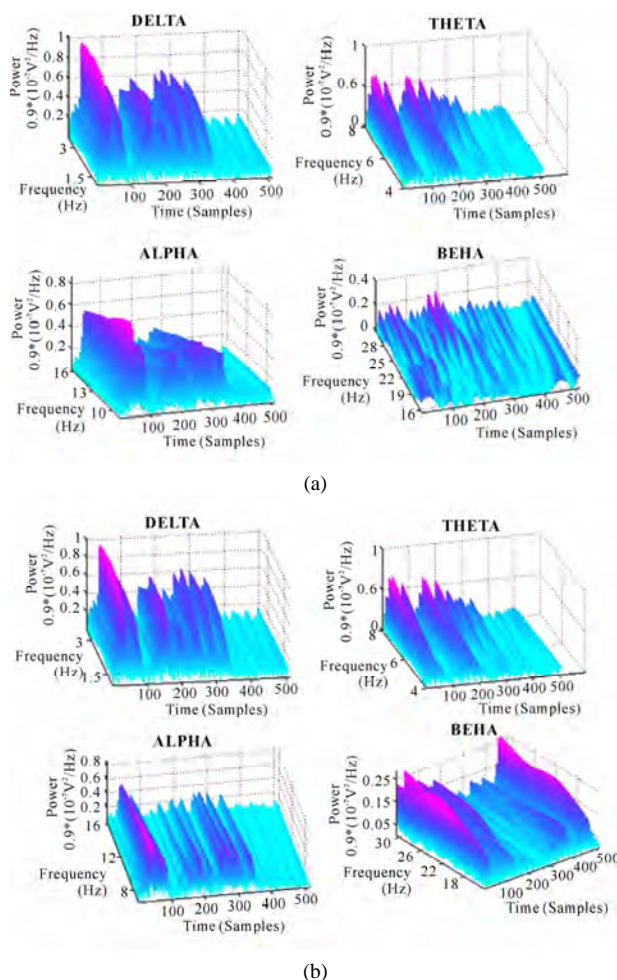 DELTA
Power
0.9*(10⁻⁷V²/Hz)
1
0.8
0.6
0.4
0.2
3
1.5
Frequency
(Hz)
100 200 300 400 500
Time (Samples)
THETA
Power
0.9*(10⁻⁷V²/Hz)
1
0.6
0
8
6
4
Frequency
(Hz)
100 200 300 400 500
Time (Samples)
ALPHA
Power
0.9*(10⁻⁷V²/Hz)
0.8
0.6
0.4
0.2
16
13
10
Frequency
(Hz)
100 200 300 400 500
Time (Samples)
BEHA
Power
0.9*(10⁻⁷V²/Hz)
0.4
0.2
0
28
25
22
19
16
Frequency
(Hz)
100 200 300 400 500
Time (Samples)
(a)
DELTA
Power
0.9*(10⁻⁷V²/Hz)
1
0.8
0.6
0.4
0.2
3
1.5
Frequency
(Hz)
100 200 300 400 500
Time (Samples)
THETA
Power
0.9*(10⁻⁷V²/Hz)
1
0.6
0
8
6
4
Frequency
(Hz)
100 200 300 400 500
Time (Samples)
ALPHA
Power
0.9*(10⁻⁷V²/Hz)
0.8
0.6
0.4
0.2
16
12
8
Frequency
(Hz)
100 200 300 400 500
Time (Samples)
BEHA
Power
0.9*(10⁻⁷V²/Hz)
0.25
0.15
0.05
30
26
22
18
Frequency
(Hz)
100 200 300 400 500
Time (Samples)
(b)